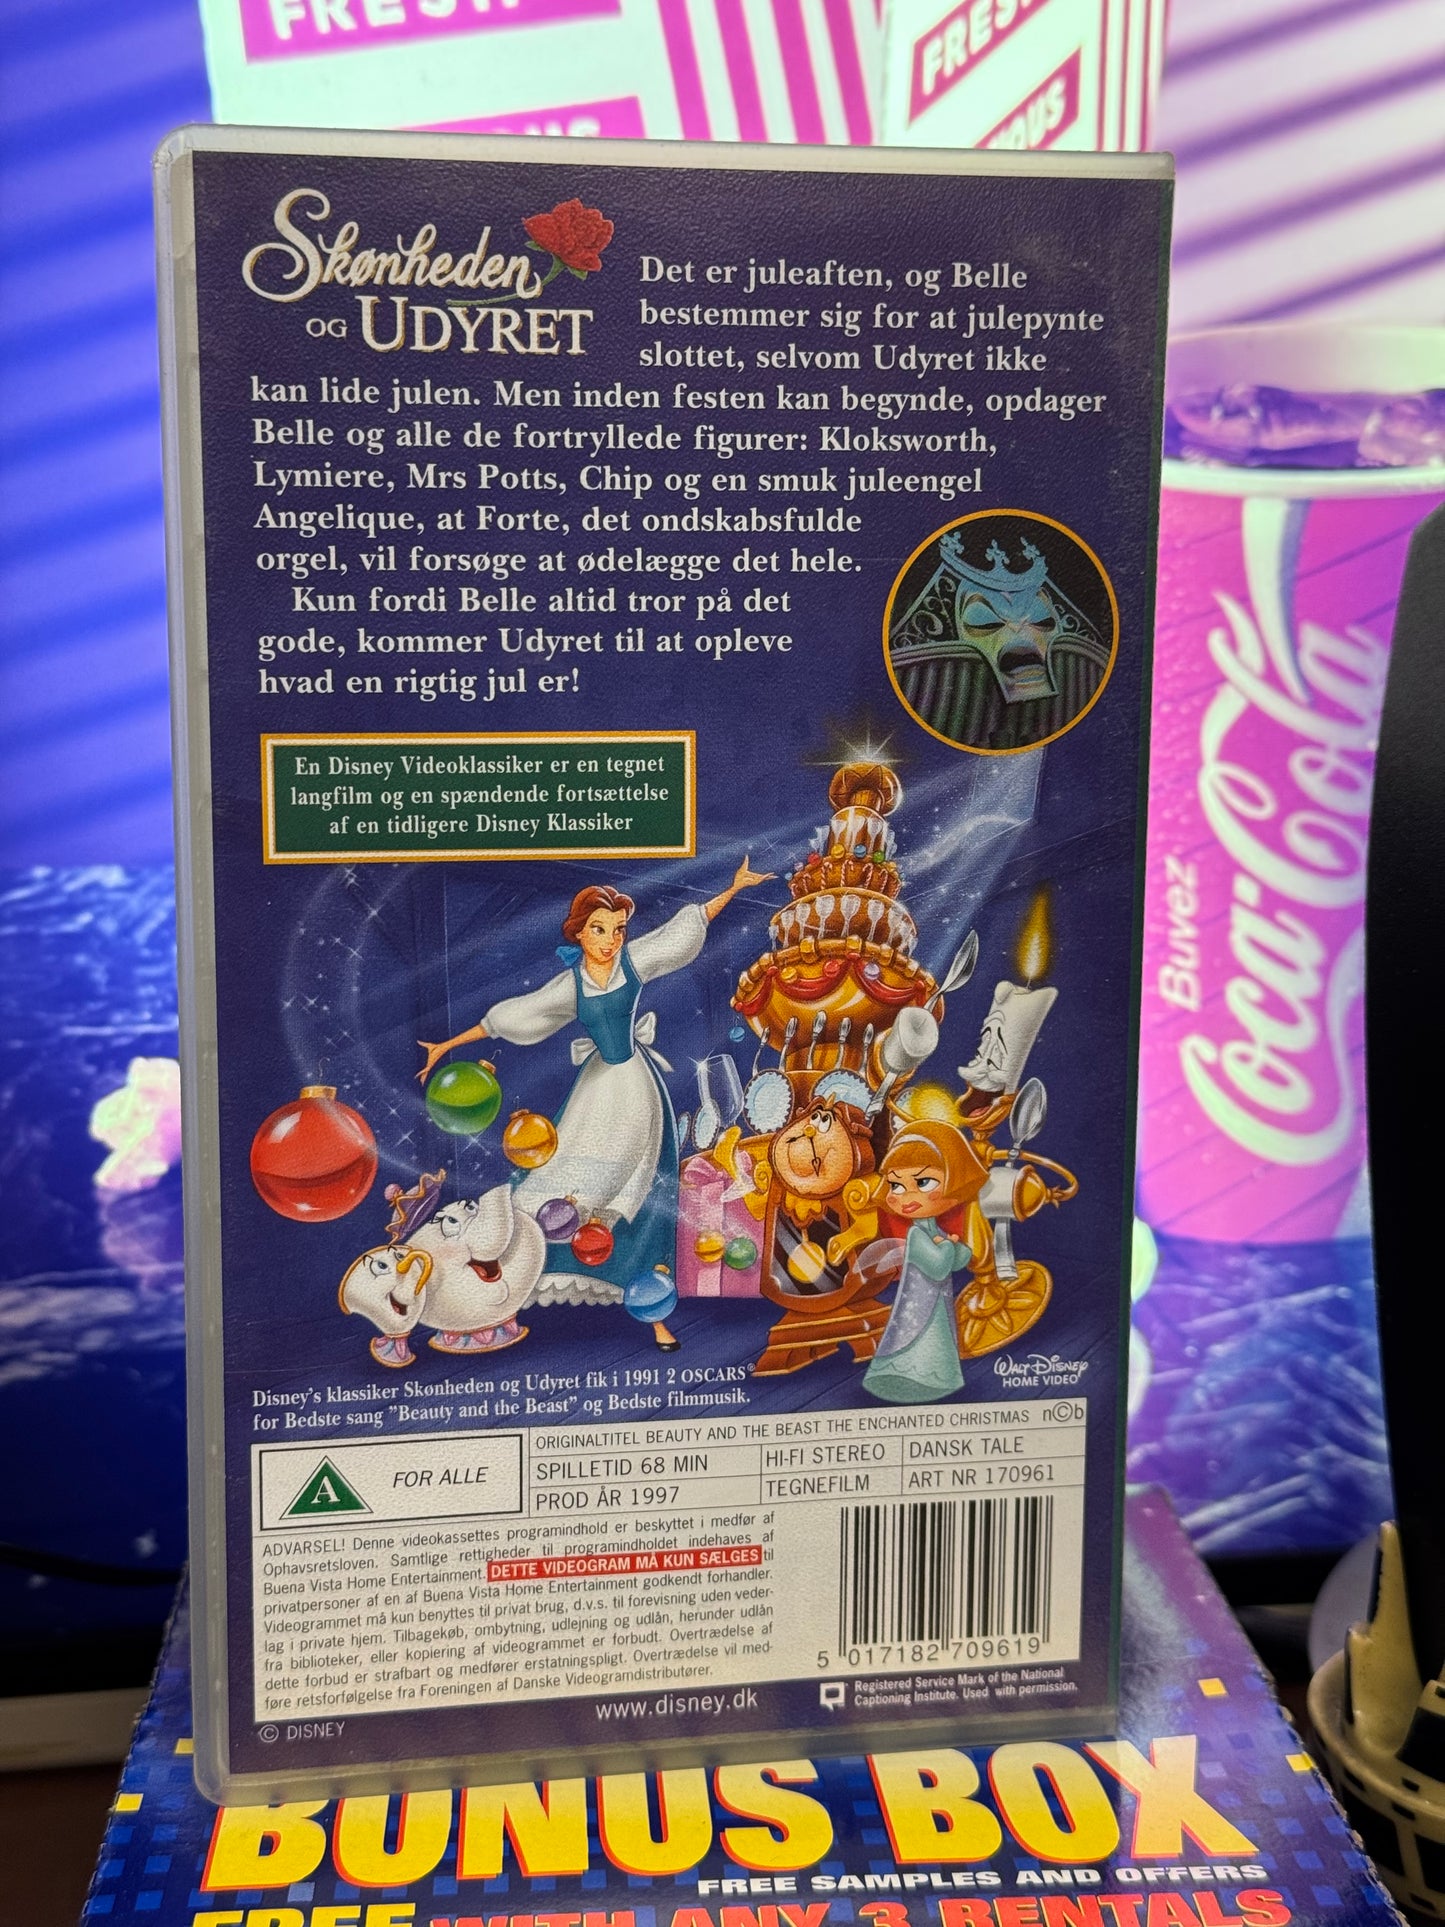 FRESH
FRESH
Skønheden
OG UDYRET
Det er juleaften, og Belle
bestemmer sig for at julepynte
slottet, selvom Udyret ikke
kan lide julen. Men inden festen kan begynde, opdager
Belle og alle de fortryllede figurer: Kloksworth,
Lymiere, Mrs Potts, Chip og en smuk juleengel
Angelique, at Forte, det ondskabsfulde
orgel, vil forsøge at ødelægge det hele.
Kun fordi Belle altid tror på det
gode, kommer Udyret til at opleve
hvad en rigtig jul er!
En Disney Videoklassiker er en tegnet
langfilm og en spændende fortsættelse
af en tidligere Disney Klassiker
Disney's klassiker Skønheden og Udyret fik i 1991 2 OSCARS®
for Bedste sang "Beauty and the Beast" og Bedste filmmusik.
WALT DISNEY
HOME VIDEO
ORIGINALTITEL BEAUTY AND THE BEAST THE ENCHANTED CHRISTMAS n©b
A FOR ALLE
SPILLETID 68 MIN HI-FI STEREO DANSK TALE
PROD ÅR 1997 TEGNEFILM ART NR 170961
ADVARSEL! Denne videokassettes programindhold er beskyttet i medfør af
Ophavsretsloven. Samtlige rettigheder til programindholdet indehaves af
Buena Vista Home Entertainment. DETTE VIDEOGRAM MÅ KUN SÆLGES til
privatpersoner af en af Buena Vista Home Entertainment godkendt forhandler.
Videogrammet må kun benyttes til privat brug, d.v.s. til forevisning uden veder-
lag i private hjem. Tilbagekøb, ombytning, udlejning og udlån, herunder udlån
fra biblioteker, eller kopiering af videogrammet er forbudt. Overtrædelse af
dette forbud er strafbart og medfører erstatningspligt. Overtrædelse vil med-
føre retsforfølgelse fra Foreningen af Danske Videogramdistributører.
5 017182 709619
Registered Service Mark of the National
Captioning Institute. Used with permission.
www.disney.dk
© DISNEY
Buvez
Coca-Cola
BONUS BOX
FREE SAMPLES AND OFFERS
FREE WITH ANY 3 RENTALS